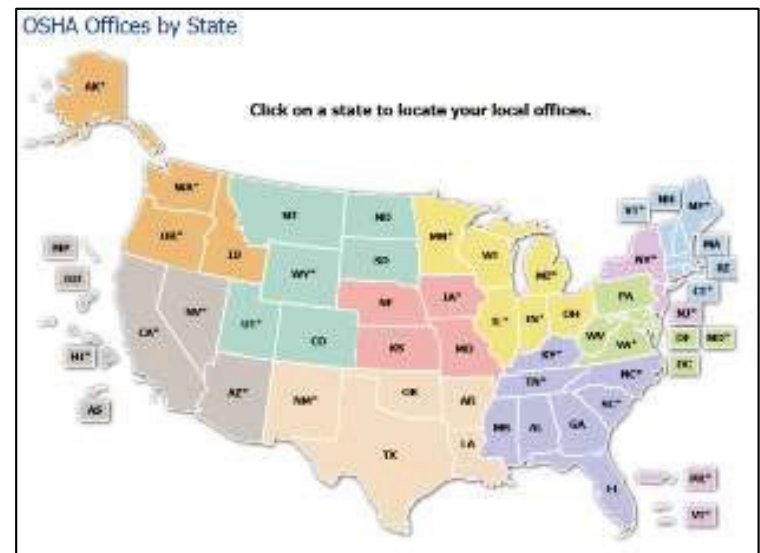 OSHA Offices by State
Click on a state to locate your local offices.
AK*
WA*
OR*
ID
MT
ND
SD
WY*
UT*
CO
CA*
NV*
AZ*
NM*
TX
OK
AR
LA
NE
KS
IA*
MO
MN*
WI
MI*
IL*
IN*
OH
KY*
TN*
MS
AL
GA
FL
NC*
SC*
WV
VA*
PA
NY*
VT*
NH
ME*
MA
RI
CT*
NJ*
DE
MD*
DC
HI*
AS
PR*